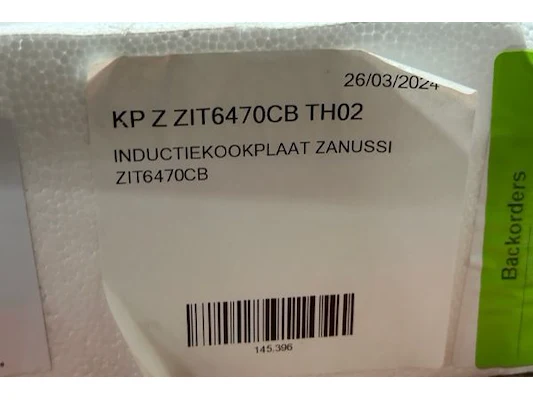 26/03/2024
KP Z ZIT6470CB TH02
INDUCTIEKOOKPLAAT ZANUSSI
ZIT6470CB
145.396
Backorders